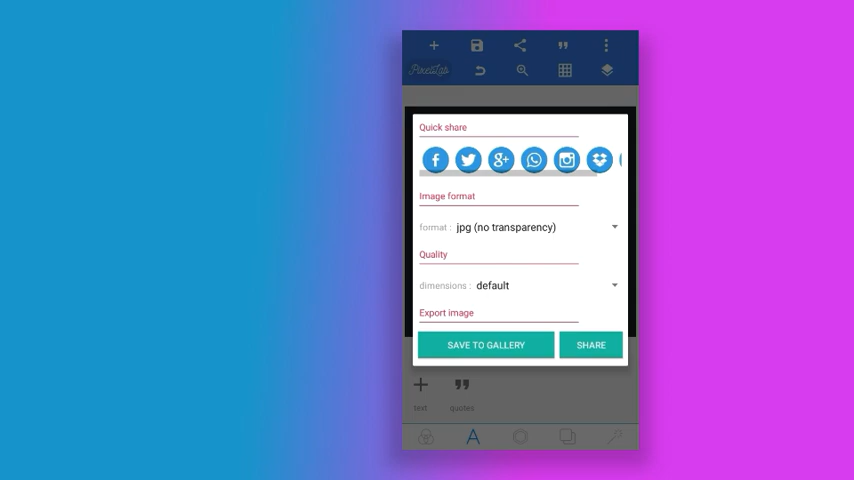 PixelLab
Quick share
Image format
format : jpg (no transparency)
Quality
dimensions : default
Export image
SAVE TO GALLERY SHARE
text quotes